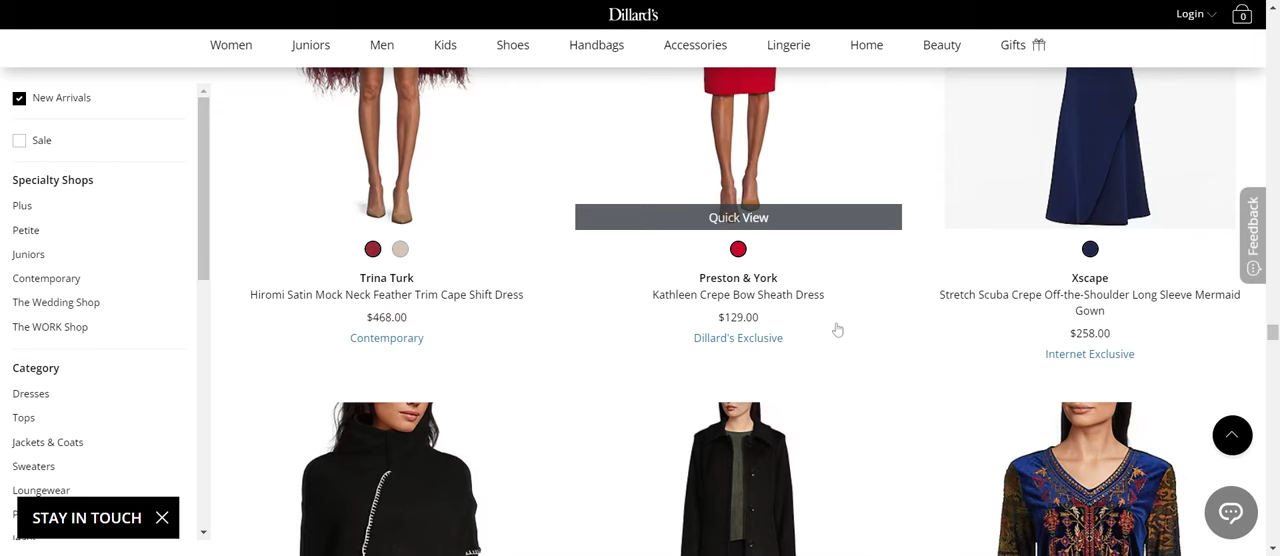 Dillard's
Login
0
Women
Juniors
Men
Kids
Shoes
Handbags
Accessories
Lingerie
Home
Beauty
Gifts
New Arrivals
Sale
Specialty Shops
Plus
Petite
Juniors
Contemporary
The Wedding Shop
The WORK Shop
Category
Dresses
Tops
Jackets & Coats
Sweaters
Loungewear
STAY IN TOUCH
Trina Turk
Hiromi Satin Mock Neck Feather Trim Cape Shift Dress
$468.00
Contemporary
Quick View
Preston & York
Kathleen Crepe Bow Sheath Dress
$129.00
Dillard's Exclusive
Xscape
Stretch Scuba Crepe Off-the-Shoulder Long Sleeve Mermaid
Gown
$258.00
Internet Exclusive
Feedback